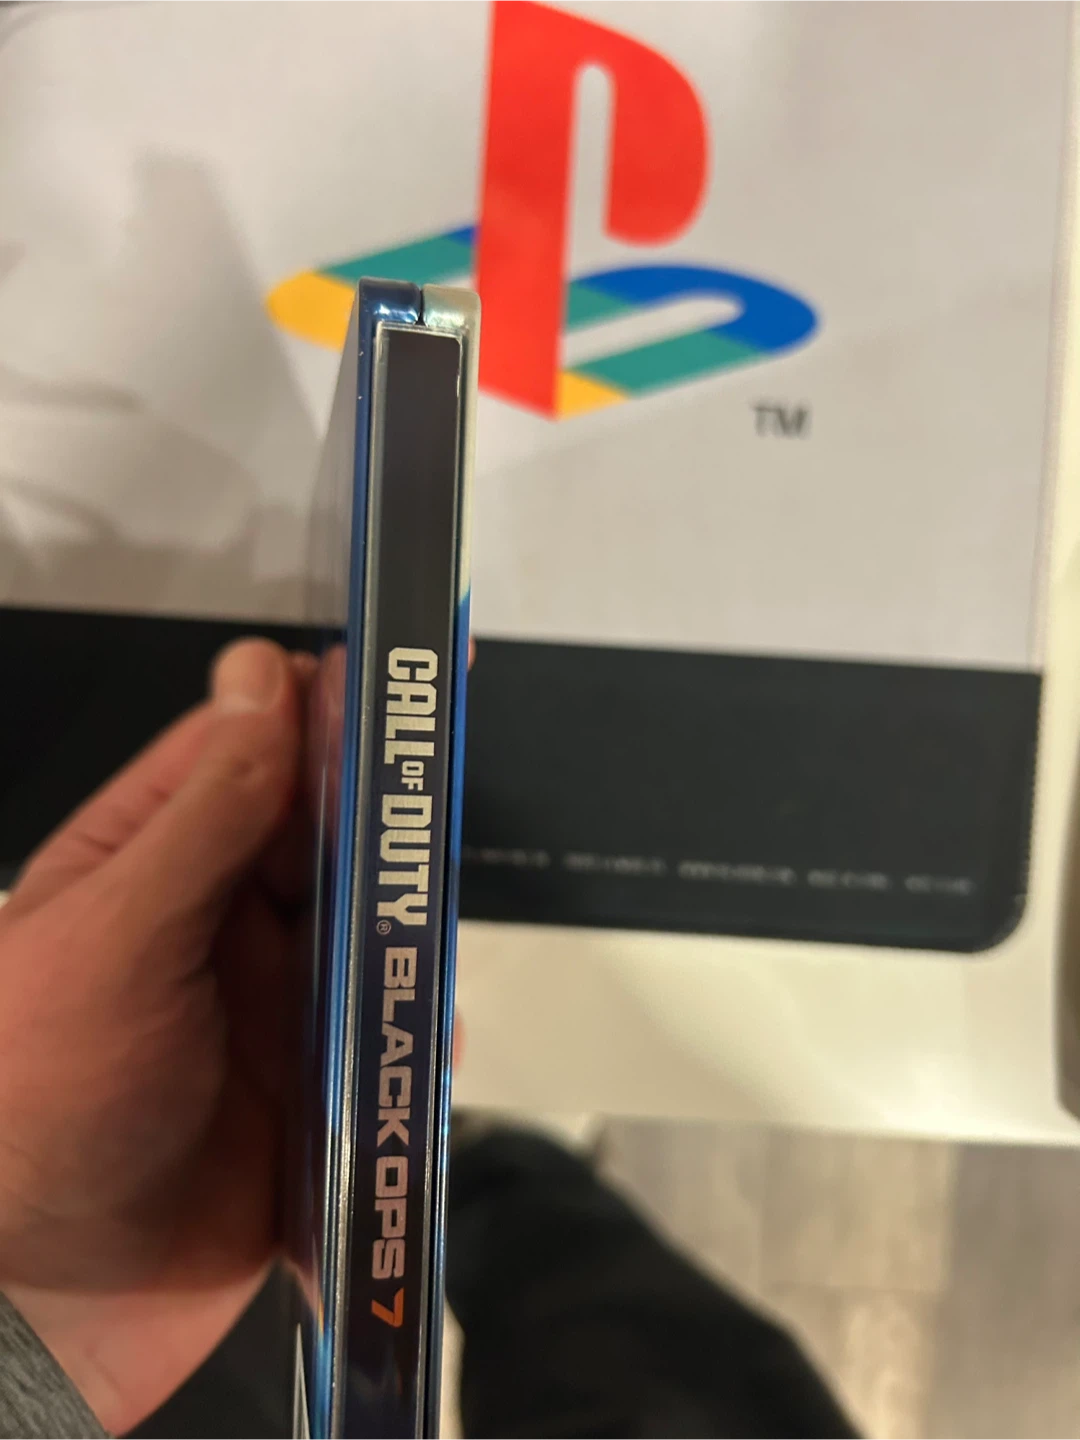 TM
CALL OF DUTY® BLACK OPS 7